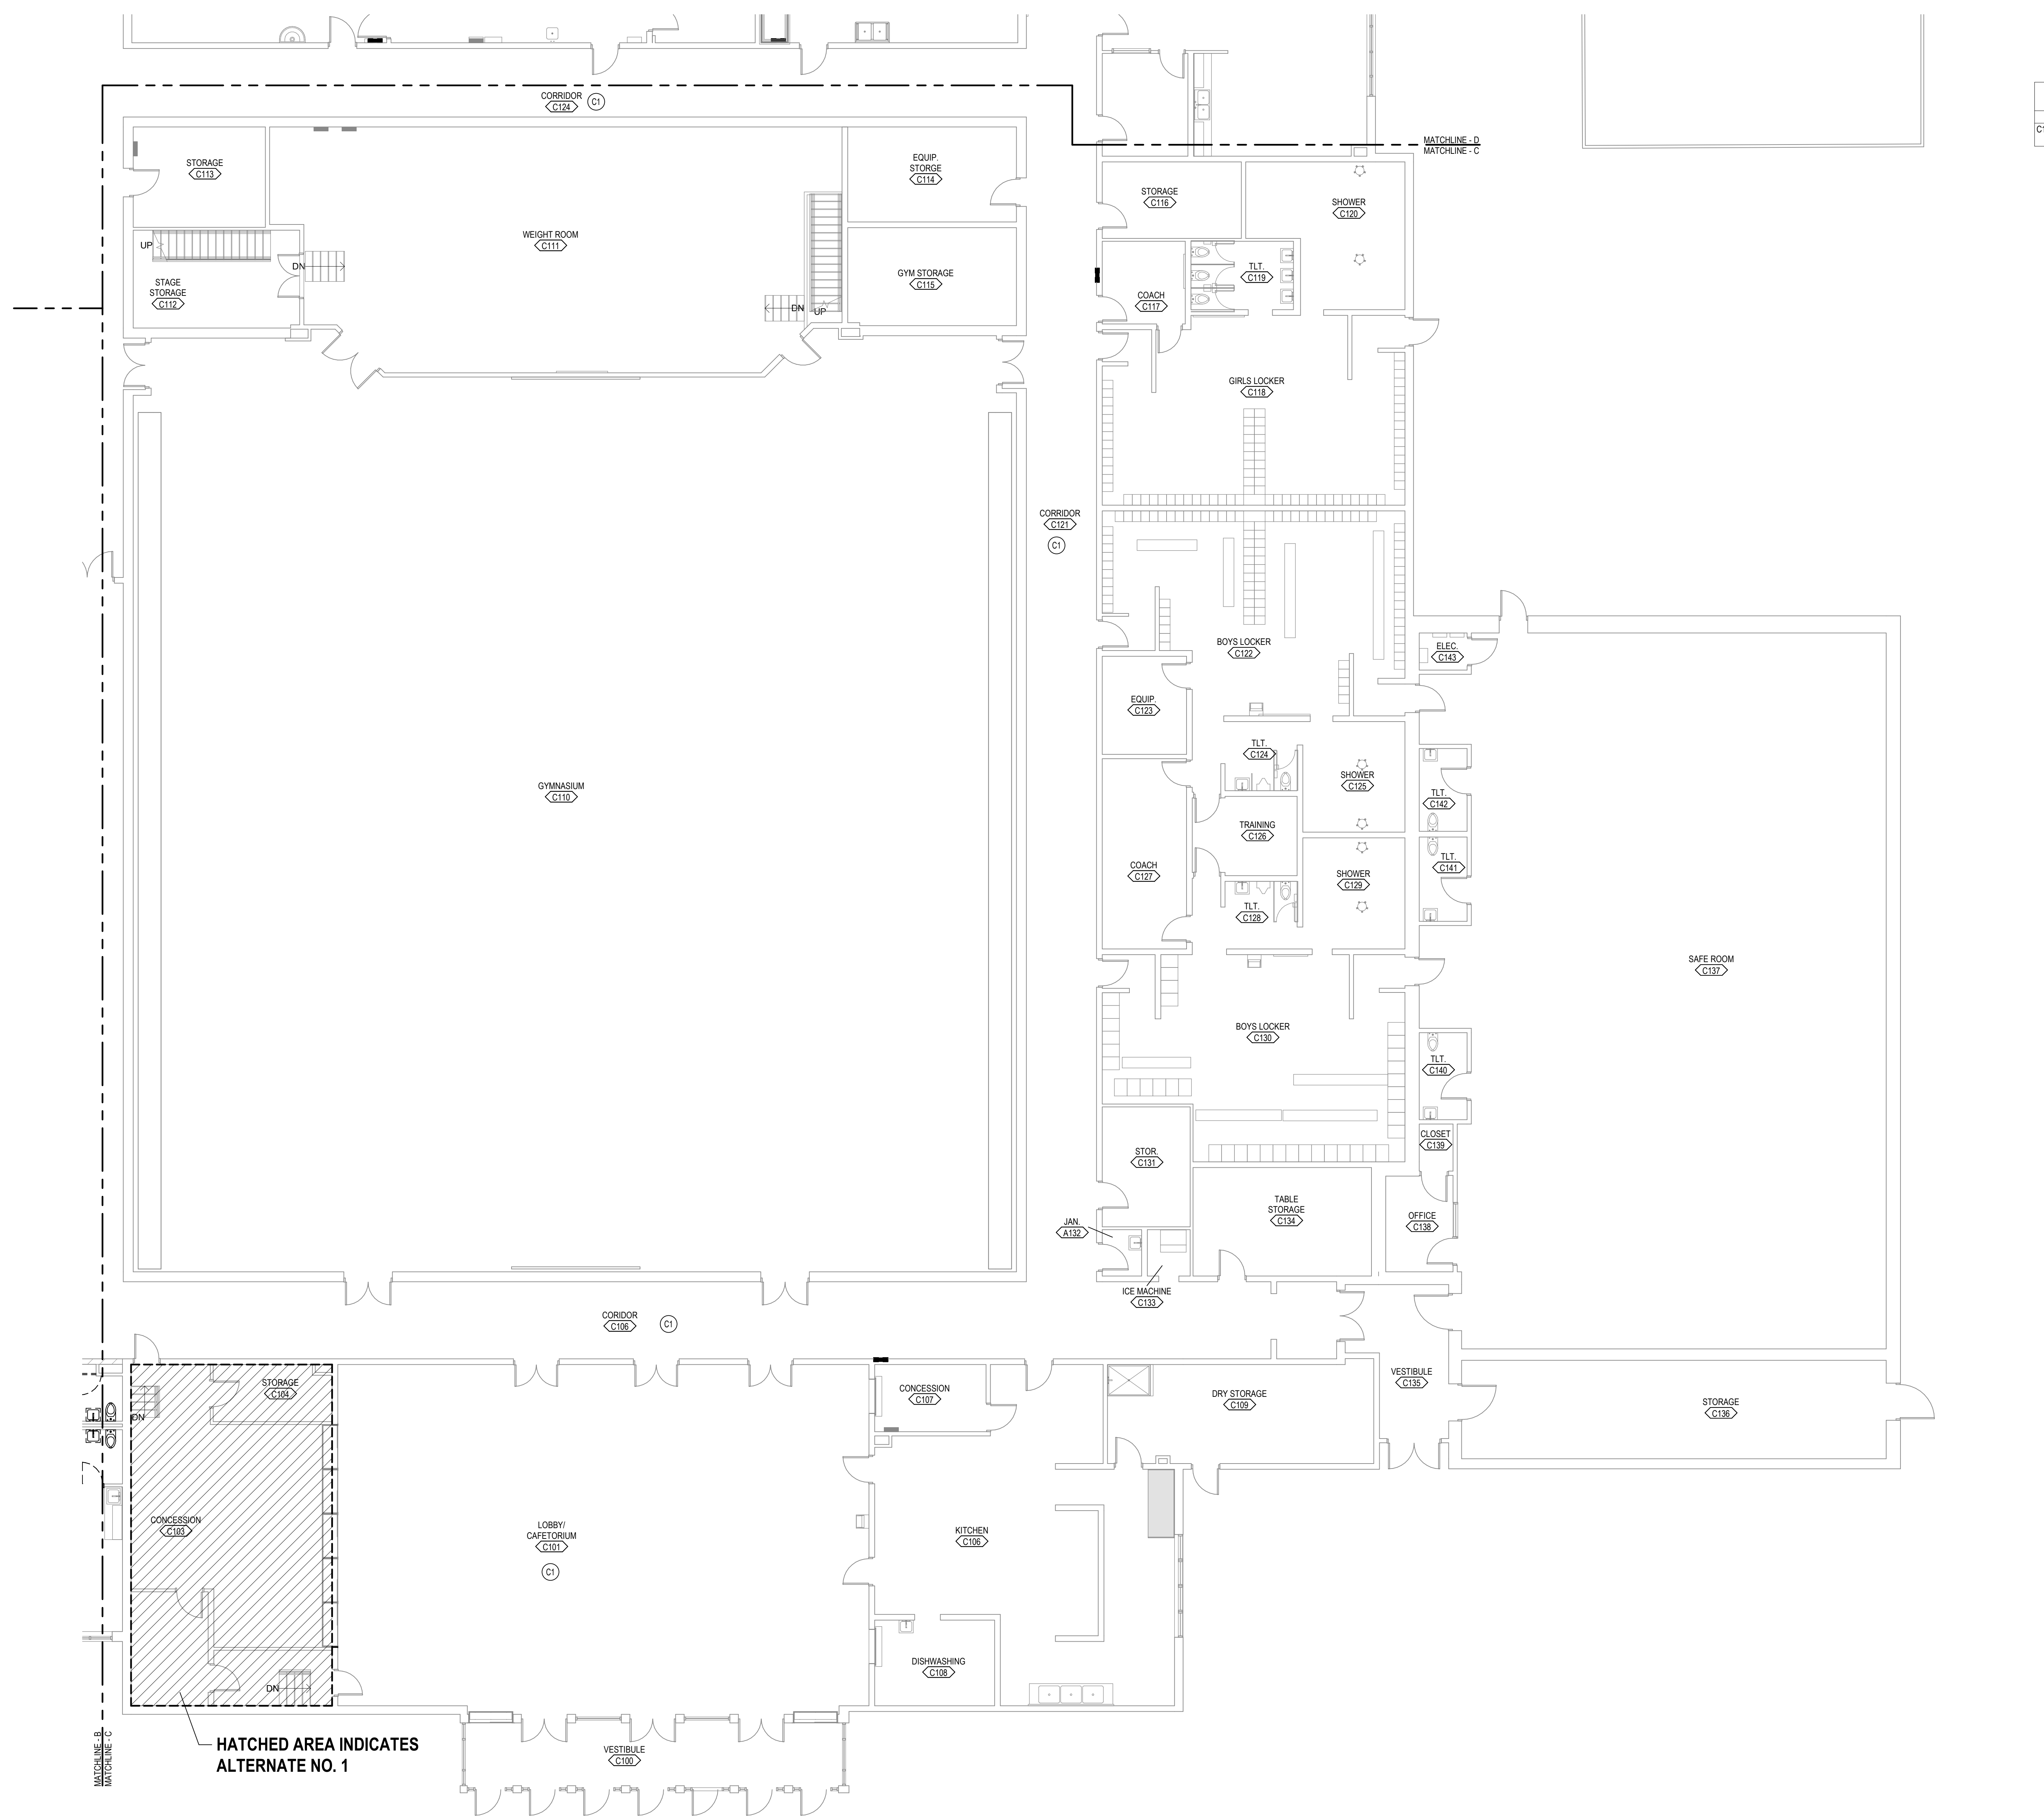 CORRIDOR
C124
C1
MATCHLINE - D
MATCHLINE - C
C1
STORAGE
C113
EQUIP.
STORGE
C114
STORAGE
C116
SHOWER
C120
UP
WEIGHT ROOM
C111
DN
STAGE
STORAGE
C112
GYM STORAGE
C115
TLT.
C119
COACH
C117
DN
UP
GIRLS LOCKER
C118
CORRIDOR
C121
C1
BOYS LOCKER
C122
ELEC.
C143
EQUIP.
C123
TLT.
C124
SHOWER
C125
GYMNASIUM
C110
TLT.
C142
TRAINING
C126
COACH
C127
SHOWER
C129
TLT.
C141
TLT.
C128
SAFE ROOM
C137
BOYS LOCKER
C130
TLT.
C140
CLOSET
C139
STOR.
C131
TABLE
STORAGE
C134
OFFICE
C138
JAN.
A132
ICE MACHINE
C133
CORIDOR
C106
C1
STORAGE
C104
DN
CONCESSION
C107
DRY STORAGE
C109
VESTIBULE
C135
STORAGE
C136
CONCESSION
C103
LOBBY/
CAFETORIUM
C101
C1
KITCHEN
C106
DISHWASHING
C108
DN
HATCHED AREA INDICATES
ALTERNATE NO. 1
VESTIBULE
C100
MATCHLINE - B
MATCHLINE - C